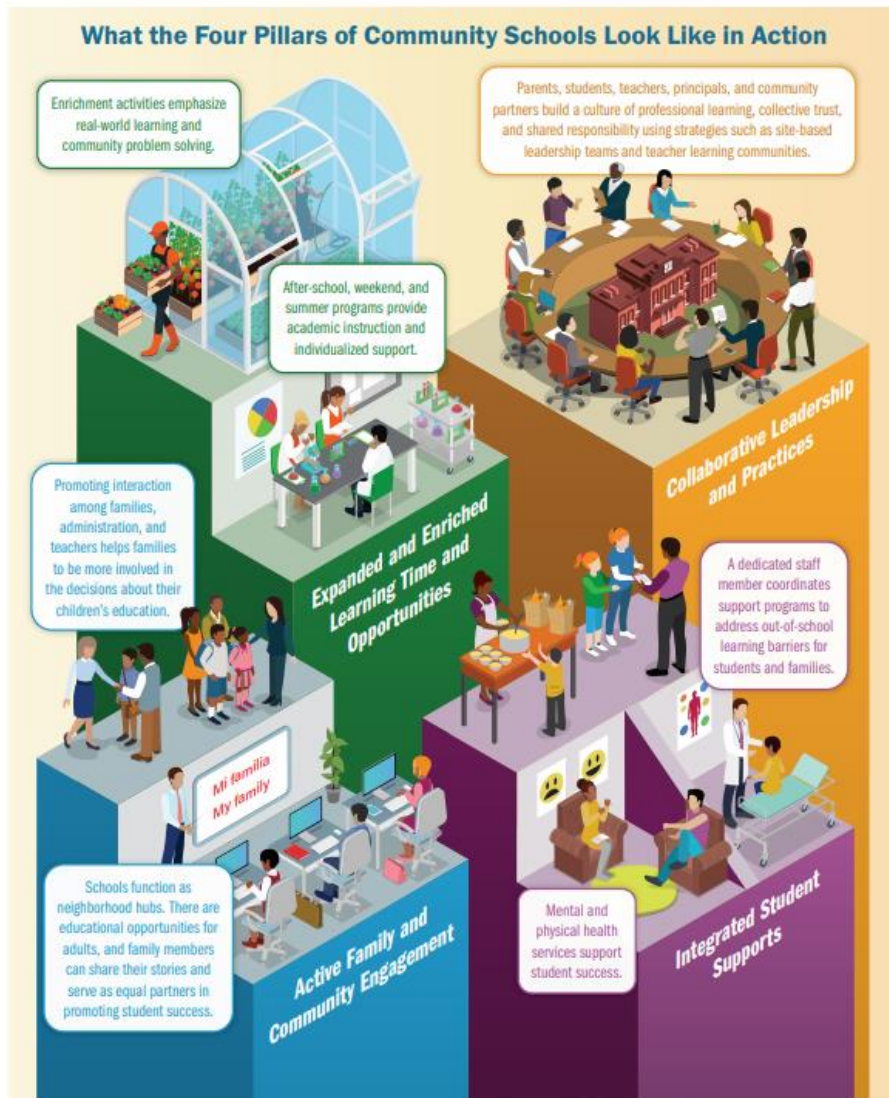 What the Four Pillars of Community Schools Look Like in Action
Enrichment activities emphasize
real-world learning and
community problem solving.
Parents, students, teachers, principals, and community
partners build a culture of professional learning, collective trust,
and shared responsibility using strategies such as site-based
leadership teams and teacher learning communities.
After-school, weekend, and
summer programs provide
academic instruction and
individualized support.
Collaborative Leadership
and Practices
Promoting interaction
among families,
administration, and
teachers helps families
to be more involved in
the decisions about their
children's education.
Expanded and Enriched
Learning Time and
Opportunities
A dedicated staff
member coordinates
support programs to
address out-of-school
learning barriers for
students and families.
Mi familia
My family
Schools function as
neighborhood hubs. There are
educational opportunities for
adults, and family members
can share their stories and
serve as equal partners in
promoting student success.
Active Family and
Community Engagement
Mental and
physical health
services support
student success.
Integrated Student
Supports